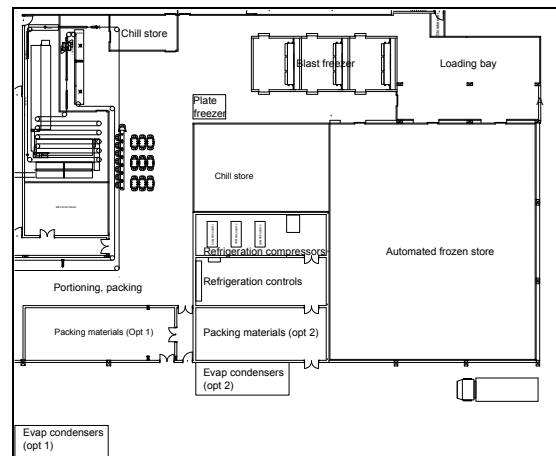 Chill store
Blast freezer
Loading bay
Plate
freezer
A
Chill store
Refrigeration compressors
Automated frozen store
Refrigeration controls
Portioning, packing
Packing materials (Opt 1)
Packing materials (opt 2)
Evap condensers
(opt 2)
Evap condensers
(opt 1)